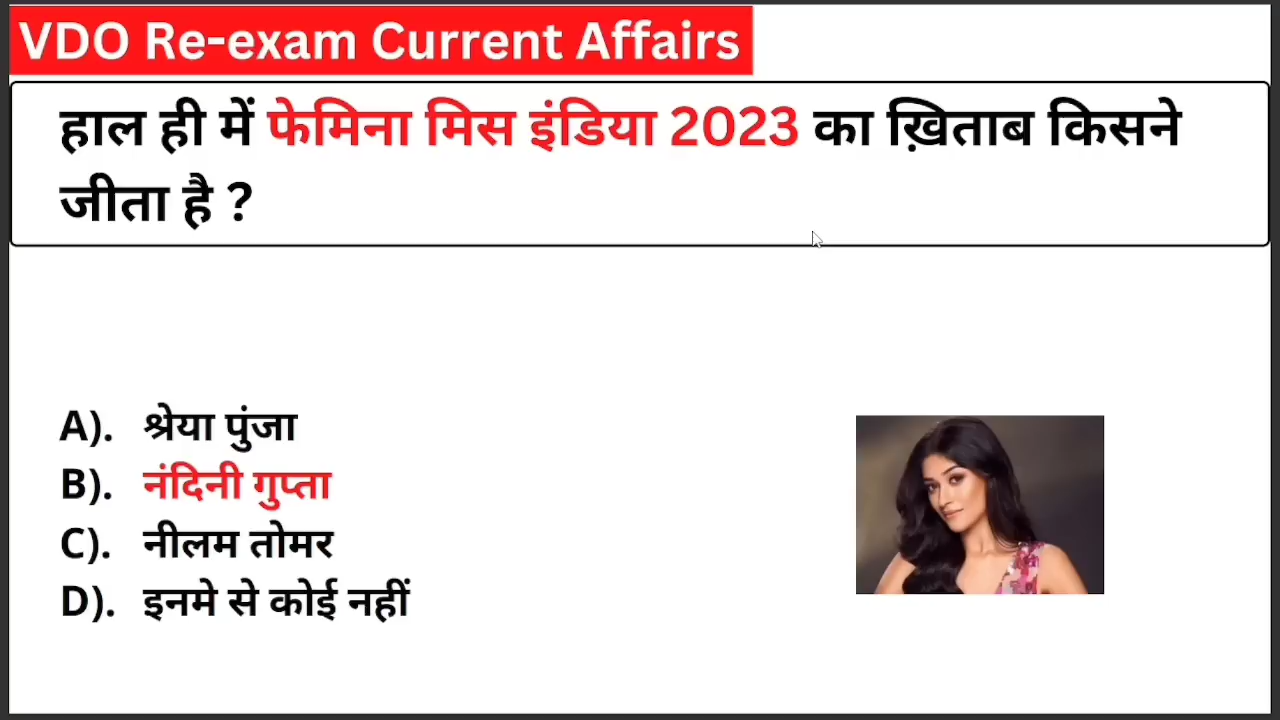 VDO Re-exam Current Affairs
हाल ही में फेमिना मिस इंडिया 2023 का ख़िताब किसने
जीता है ?
A). श्रेया पुंजा
B). नंदिनी गुप्ता
C). नीलम तोमर
D). इनमे से कोई नहीं